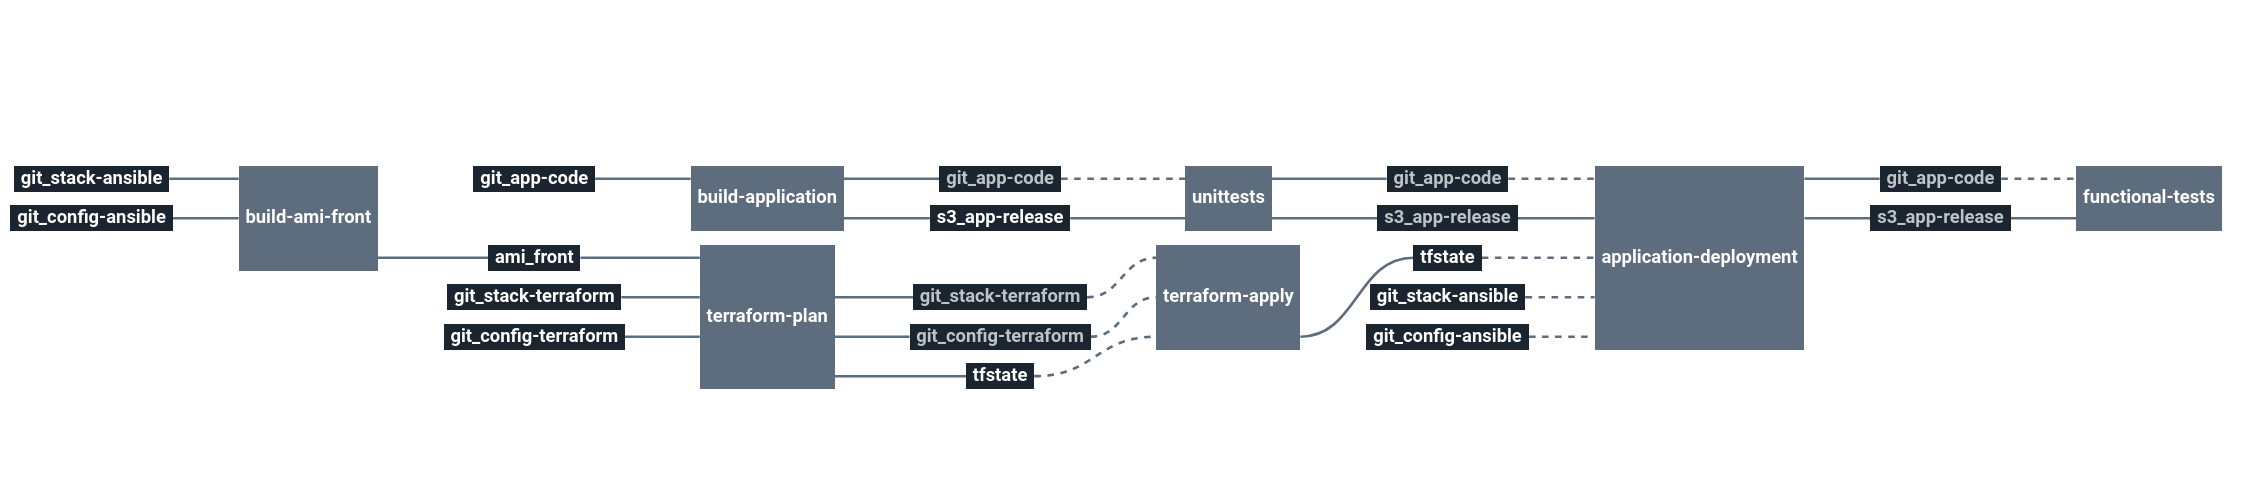 git_stack-ansible
git_config-ansible
build-ami-front
git_app-code
ami_front
git_stack-terraform
git_config-terraform
build-application
terraform-plan
git_app-code
s3_app-release
git_stack-terraform
git_config-terraform
tfstate
unittests
terraform-apply
git_app-code
s3_app-release
tfstate
git_stack-ansible
git_config-ansible
application-deployment
git_app-code
s3_app-release
functional-tests